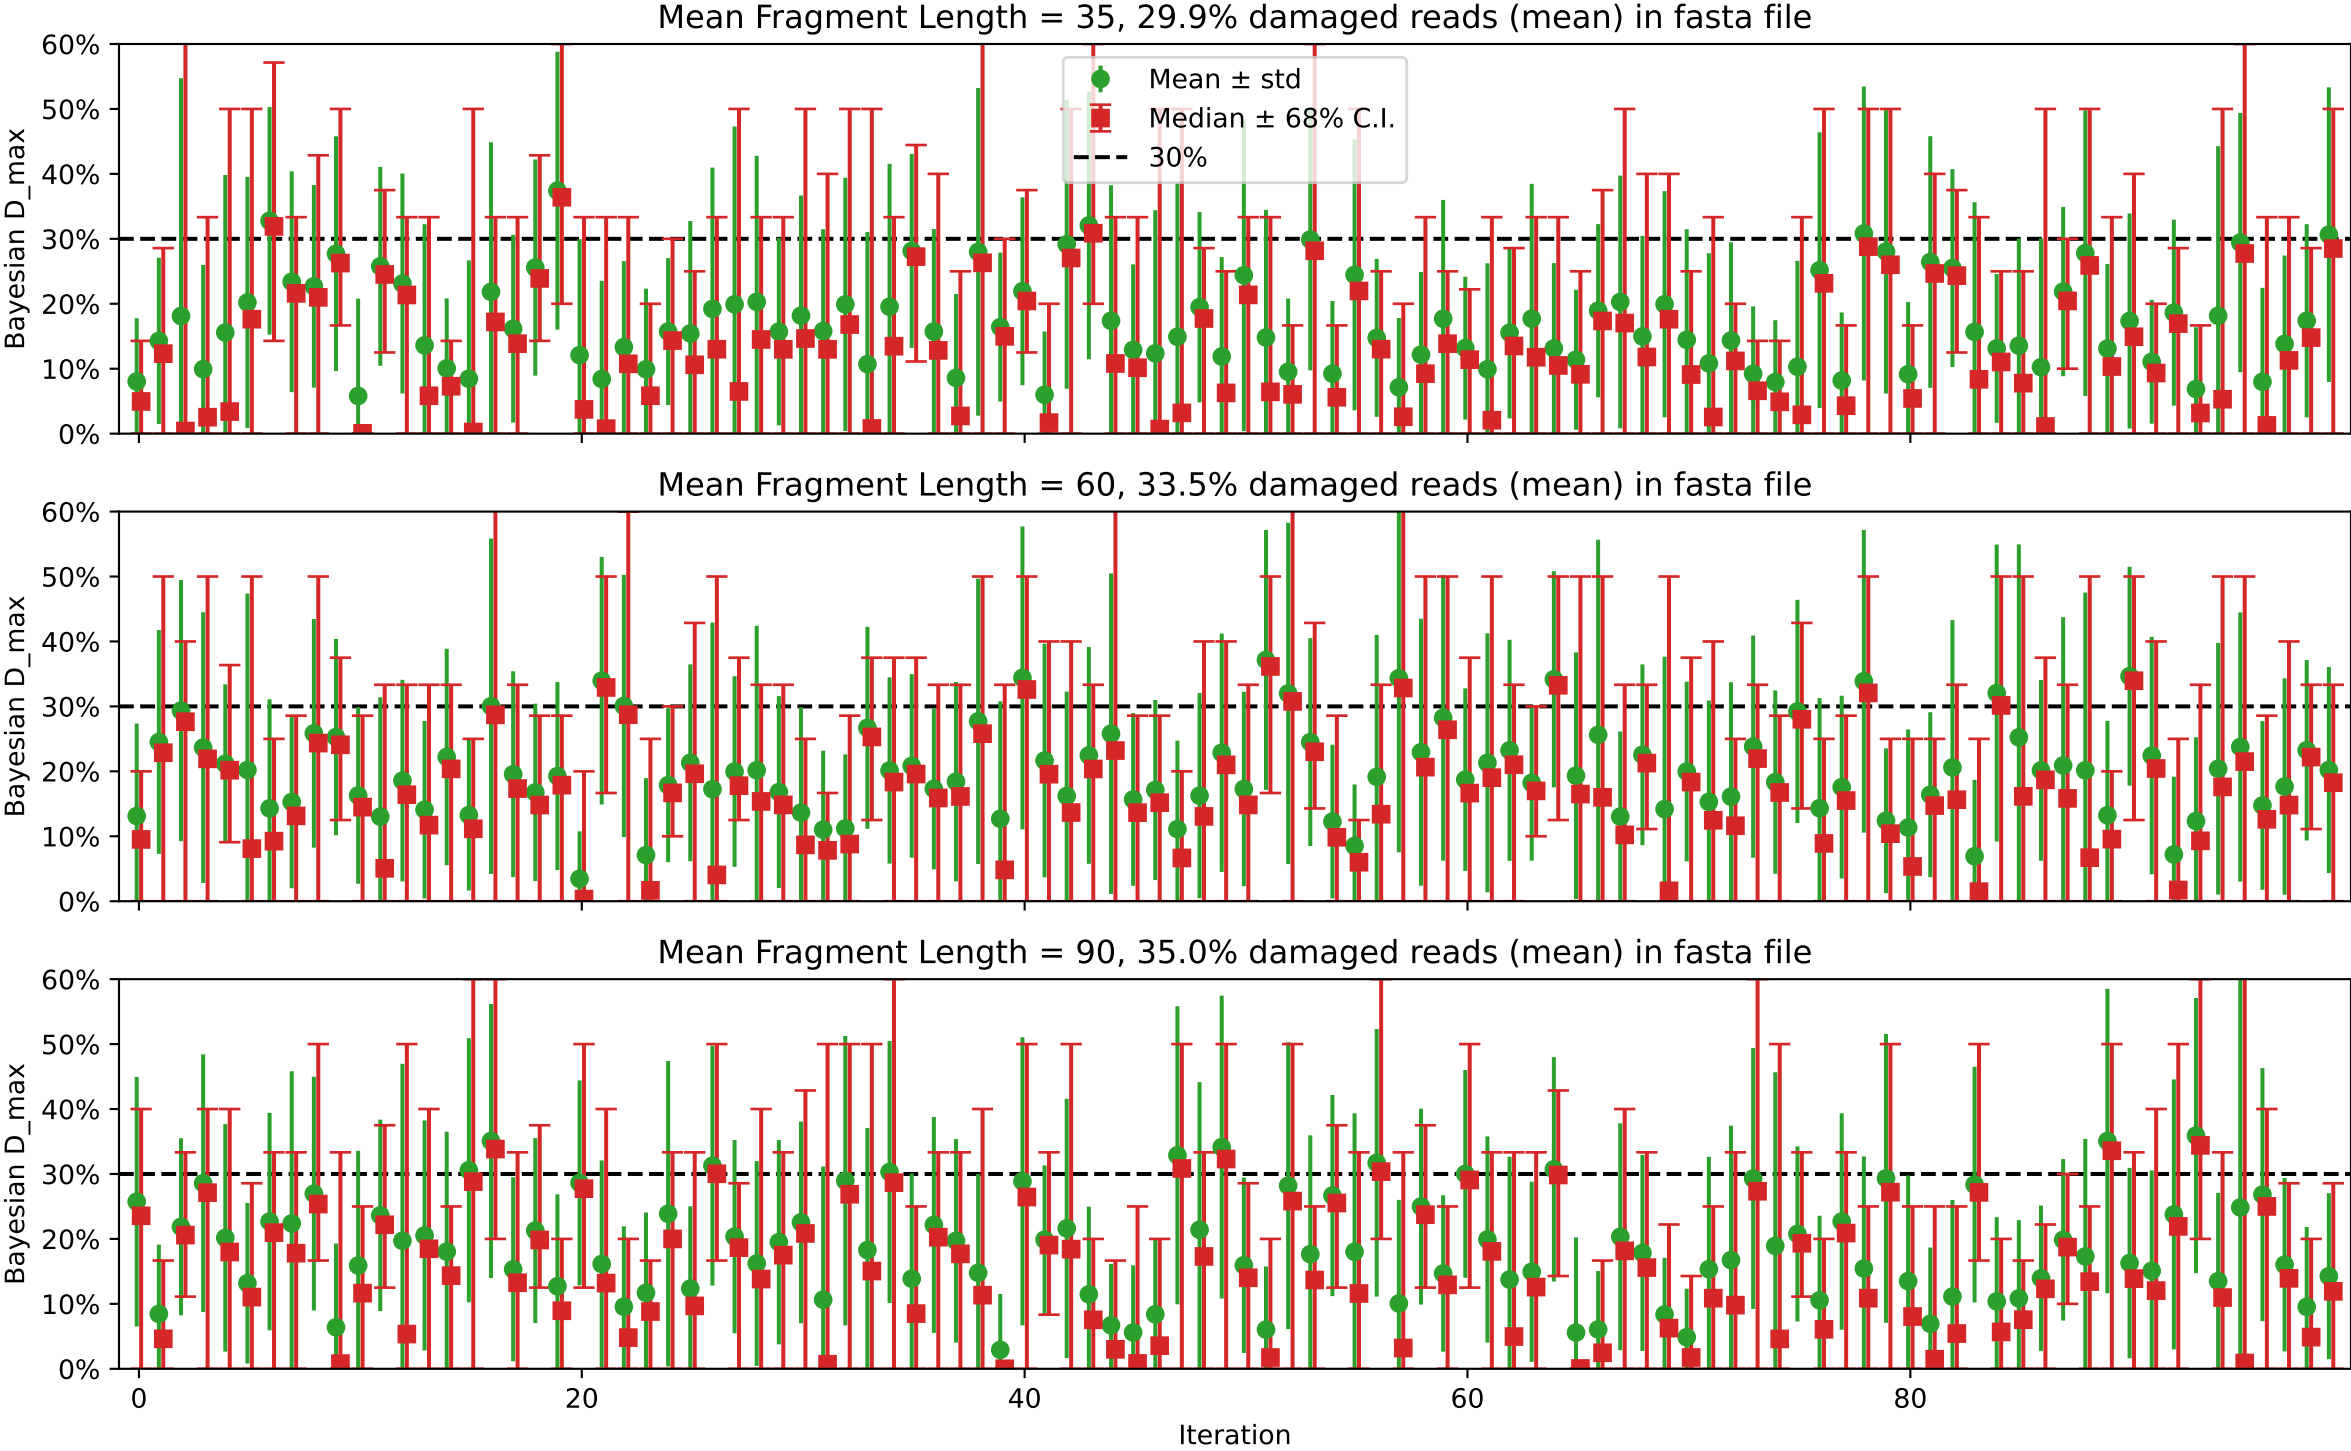 Mean Fragment Length = 35, 29.9% damaged reads (mean) in fasta file
60%
50%
40%
30%
20%
10%
0%
Bayesian D_max
Mean ± std
Median ± 68% C.I.
30%
Mean Fragment Length = 60, 33.5% damaged reads (mean) in fasta file
60%
50%
40%
30%
20%
10%
0%
Bayesian D_max
Mean Fragment Length = 90, 35.0% damaged reads (mean) in fasta file
60%
50%
40%
30%
20%
10%
0%
Bayesian D_max
0 20 40 60 80
Iteration